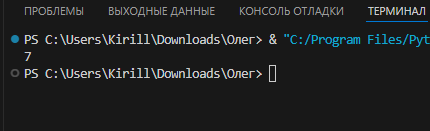 ПРОБЛЕМЫ ВЫХОДНЫЕ ДАННЫЕ КОНСОЛЬ ОТЛАДКИ ТЕРМИНАЛ
PS C:\Users\Kirill\Downloads\Олег> & "C:/Program Files/Pyt
7
PS C:\Users\Kirill\Downloads\Олег>